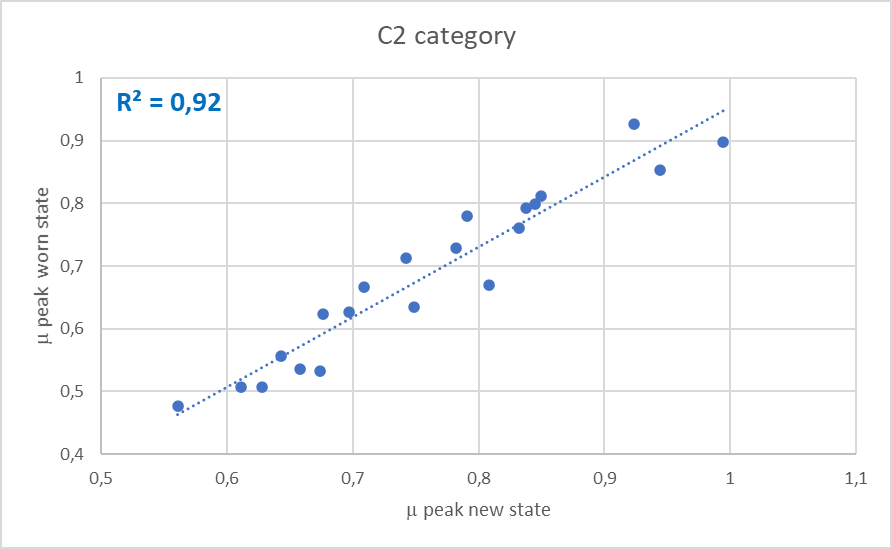 C2 category
R² = 0,92
1
0,9
0,8
0,7
0,6
0,5
0,4
μ peak worn state
0,5 0,6 0,7 0,8 0,9 1 1,1
μ peak new state